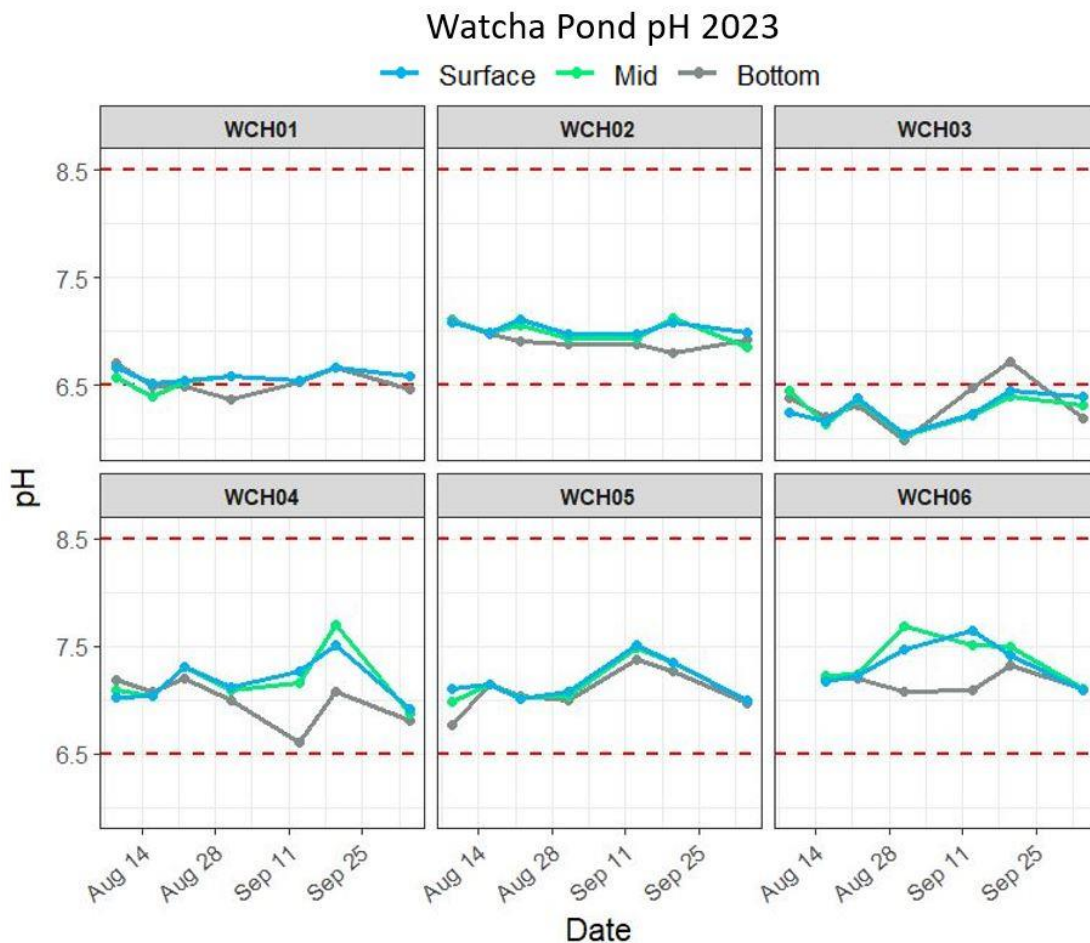 Watcha Pond pH 2023
Surface Mid Bottom
WCH01 WCH02 WCH03
8.5
7.5
6.5
pH
WCH04 WCH05 WCH06
8.5
7.5
6.5
Aug 14 Aug 28 Sep 11 Sep 25 Aug 14 Aug 28 Sep 11 Sep 25 Aug 14 Aug 28 Sep 11 Sep 25
Date